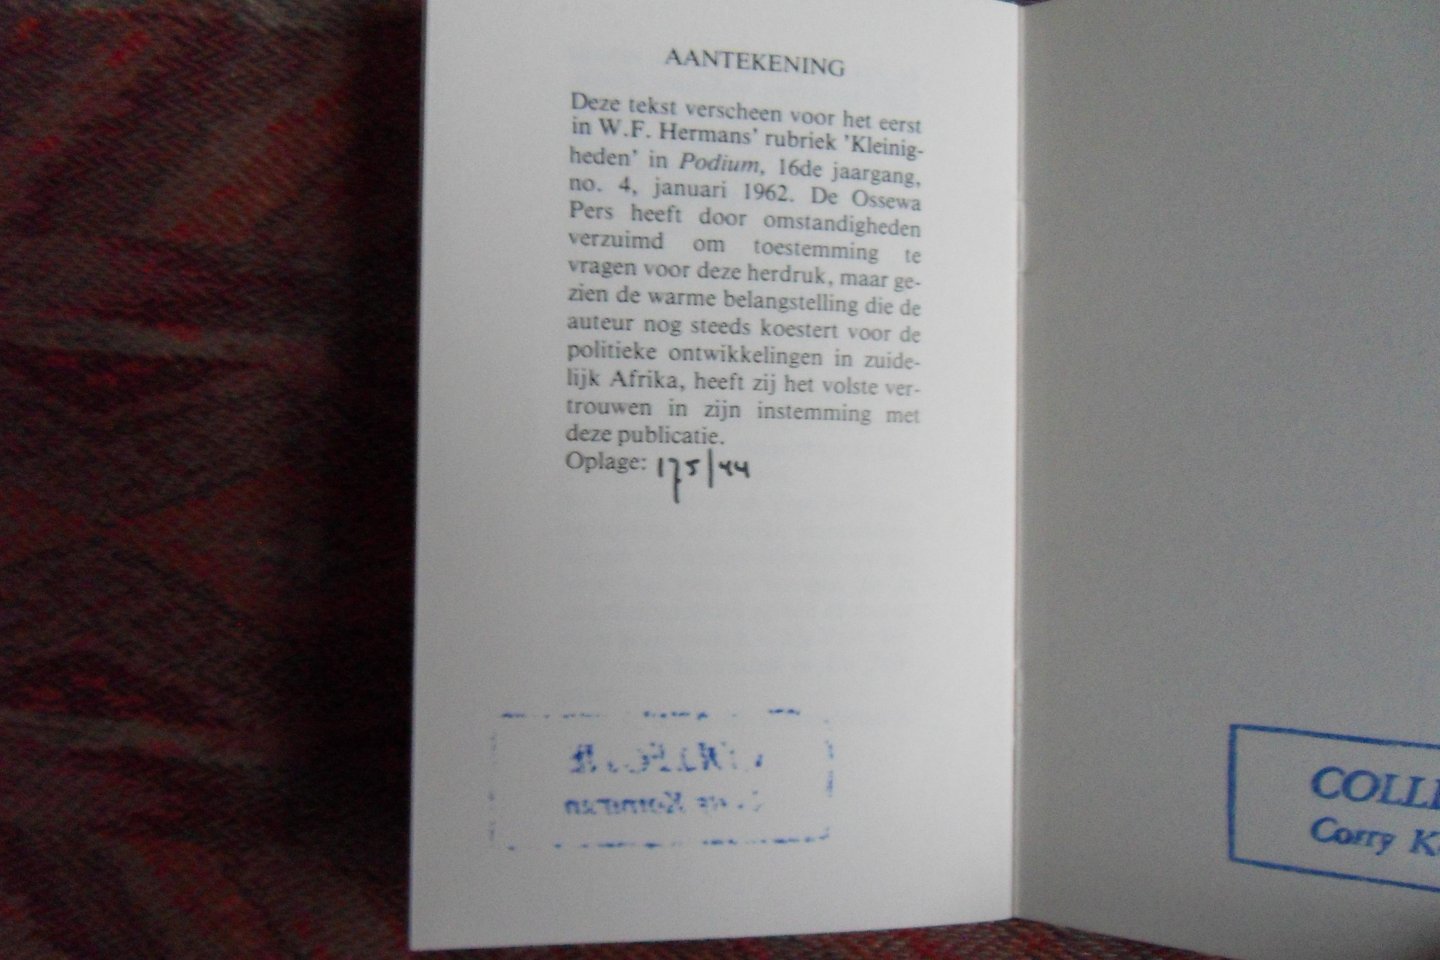 AANTEKENING
Deze tekst verscheen voor het eerst
in W.F. Hermans' rubriek 'Kleinig-
heden' in Podium, 16de jaargang,
no. 4, januari 1962. De Ossewa
Pers heeft door omstandigheden
verzuimd om toestemming te
vragen voor deze herdruk, maar ge-
zien de warme belangstelling die de
auteur nog steeds koestert voor de
politieke ontwikkelingen in zuide-
lijk Afrika, heeft zij het volste ver-
trouwen in zijn instemming met
deze publicatie.
Oplage: 175/44
COLLE
Corry K